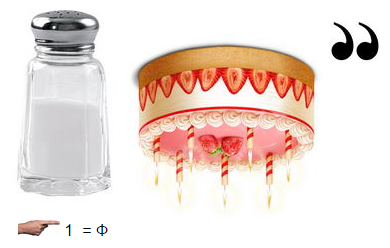 ,,
1 = Φ